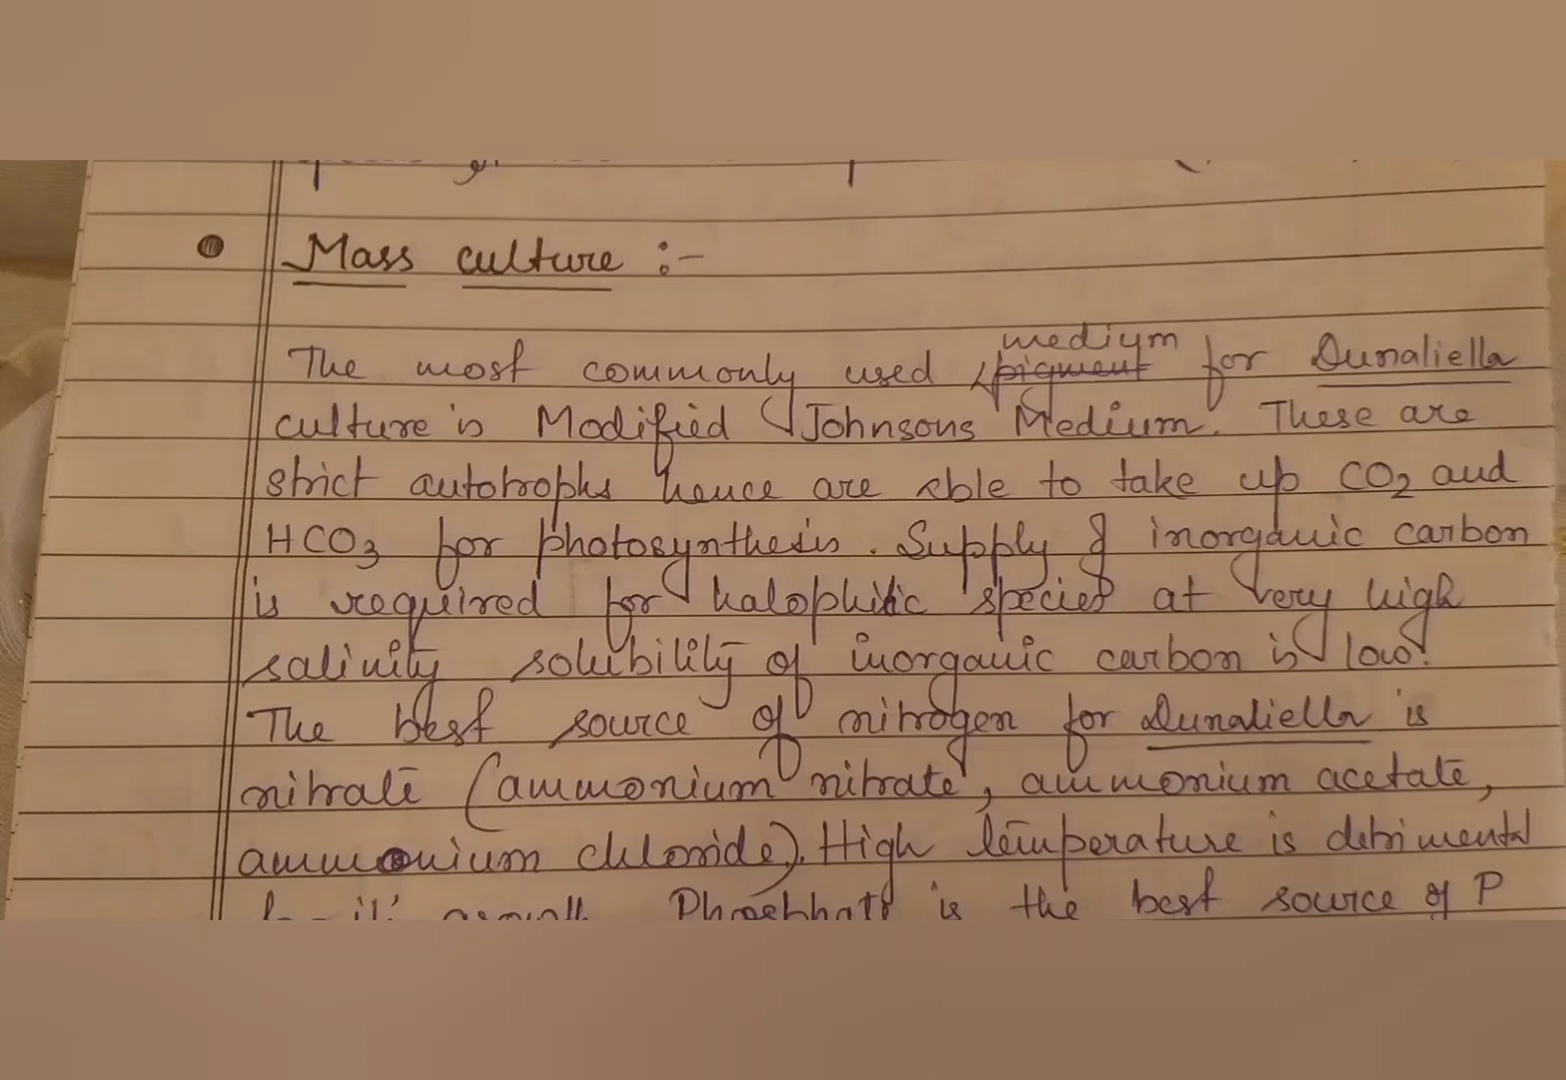 Mass culture :-
The most commonly used medium for Dunaliella
culture is Modified Johnsons Medium. These are
strict autotrophs hence are able to take up CO2 and
HCO3 for photosynthesis. Supply of inorganic carbon
is required for halophilic species at very high
salinity solubility of inorganic carbon is low.
The best source of nitrogen for Dunaliella is
nitrate (ammonium nitrate, ammonium acetate,
ammonium chloride). High temperature is detrimental
Phosphate is the best source of P